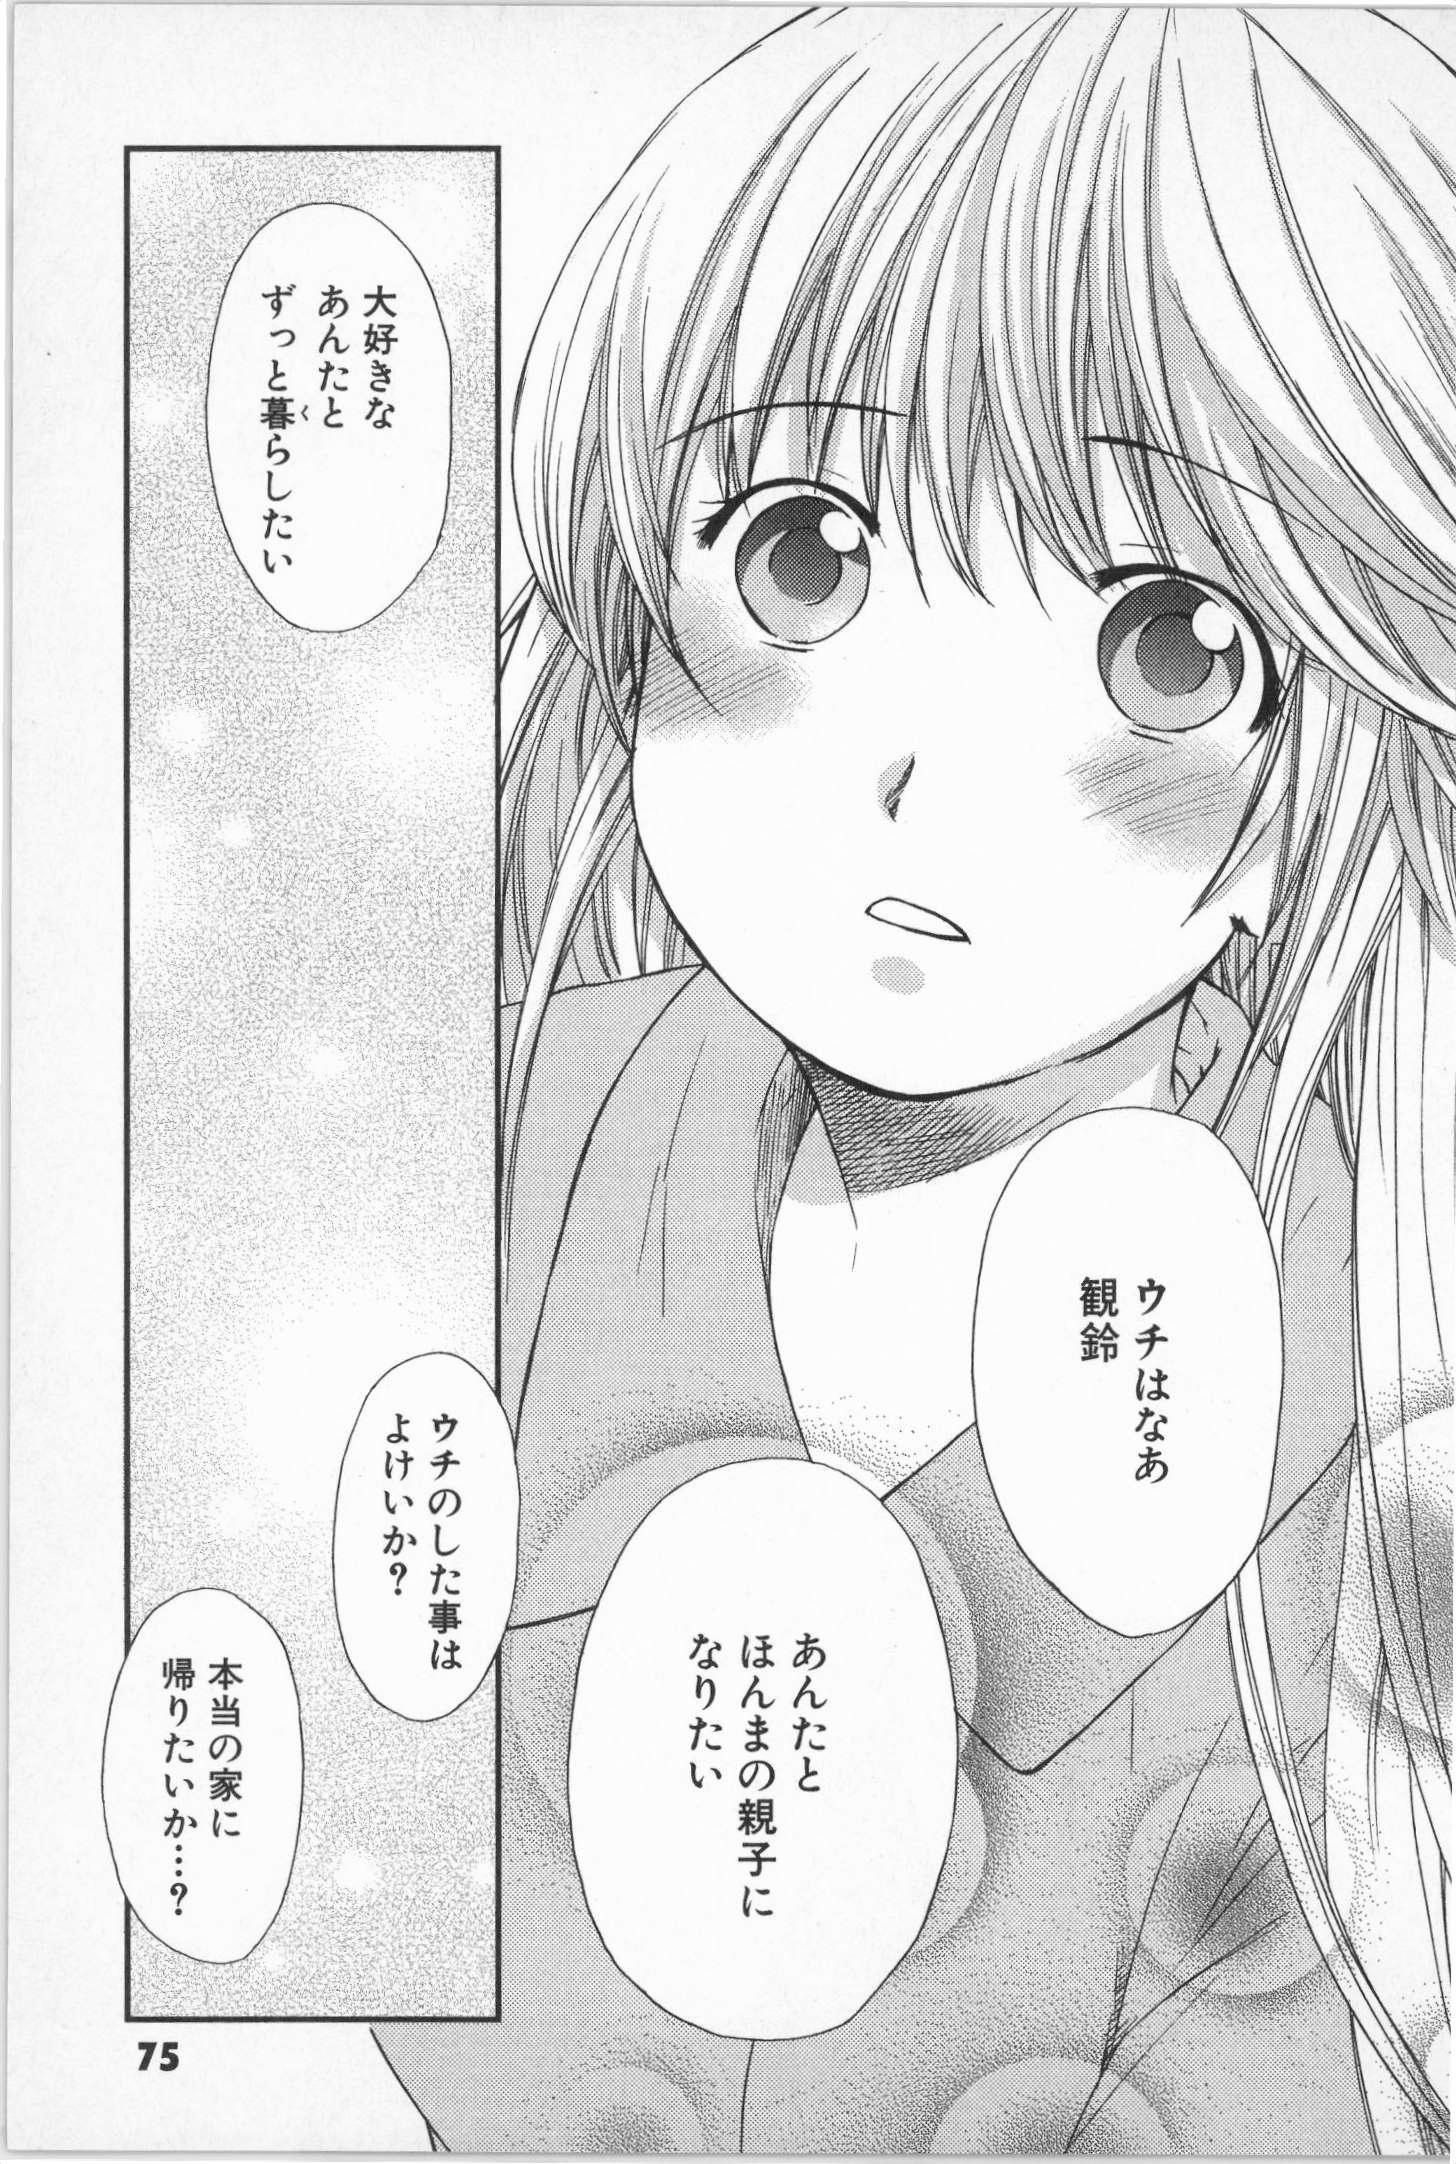 ウチはなあ
観鈴
あんたと
ほんまの親子に
なりたい
大好きな
あんたと
ずっと暮らしたい
く
ウチのした事は
よけいか?
本当の家に
帰りたいか…?
75